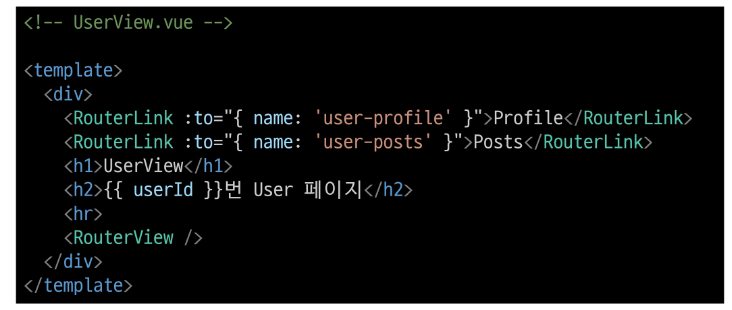 <!-- UserView.vue -->
<template>
  <div>
    <RouterLink :to="{ name: 'user-profile' }">Profile</RouterLink>
    <RouterLink :to="{ name: 'user-posts' }">Posts</RouterLink>
    <h1>UserView</h1>
    <h2>{{ userId }}번 User 페이지</h2>
    <hr>
    <RouterView />
  </div>
</template>